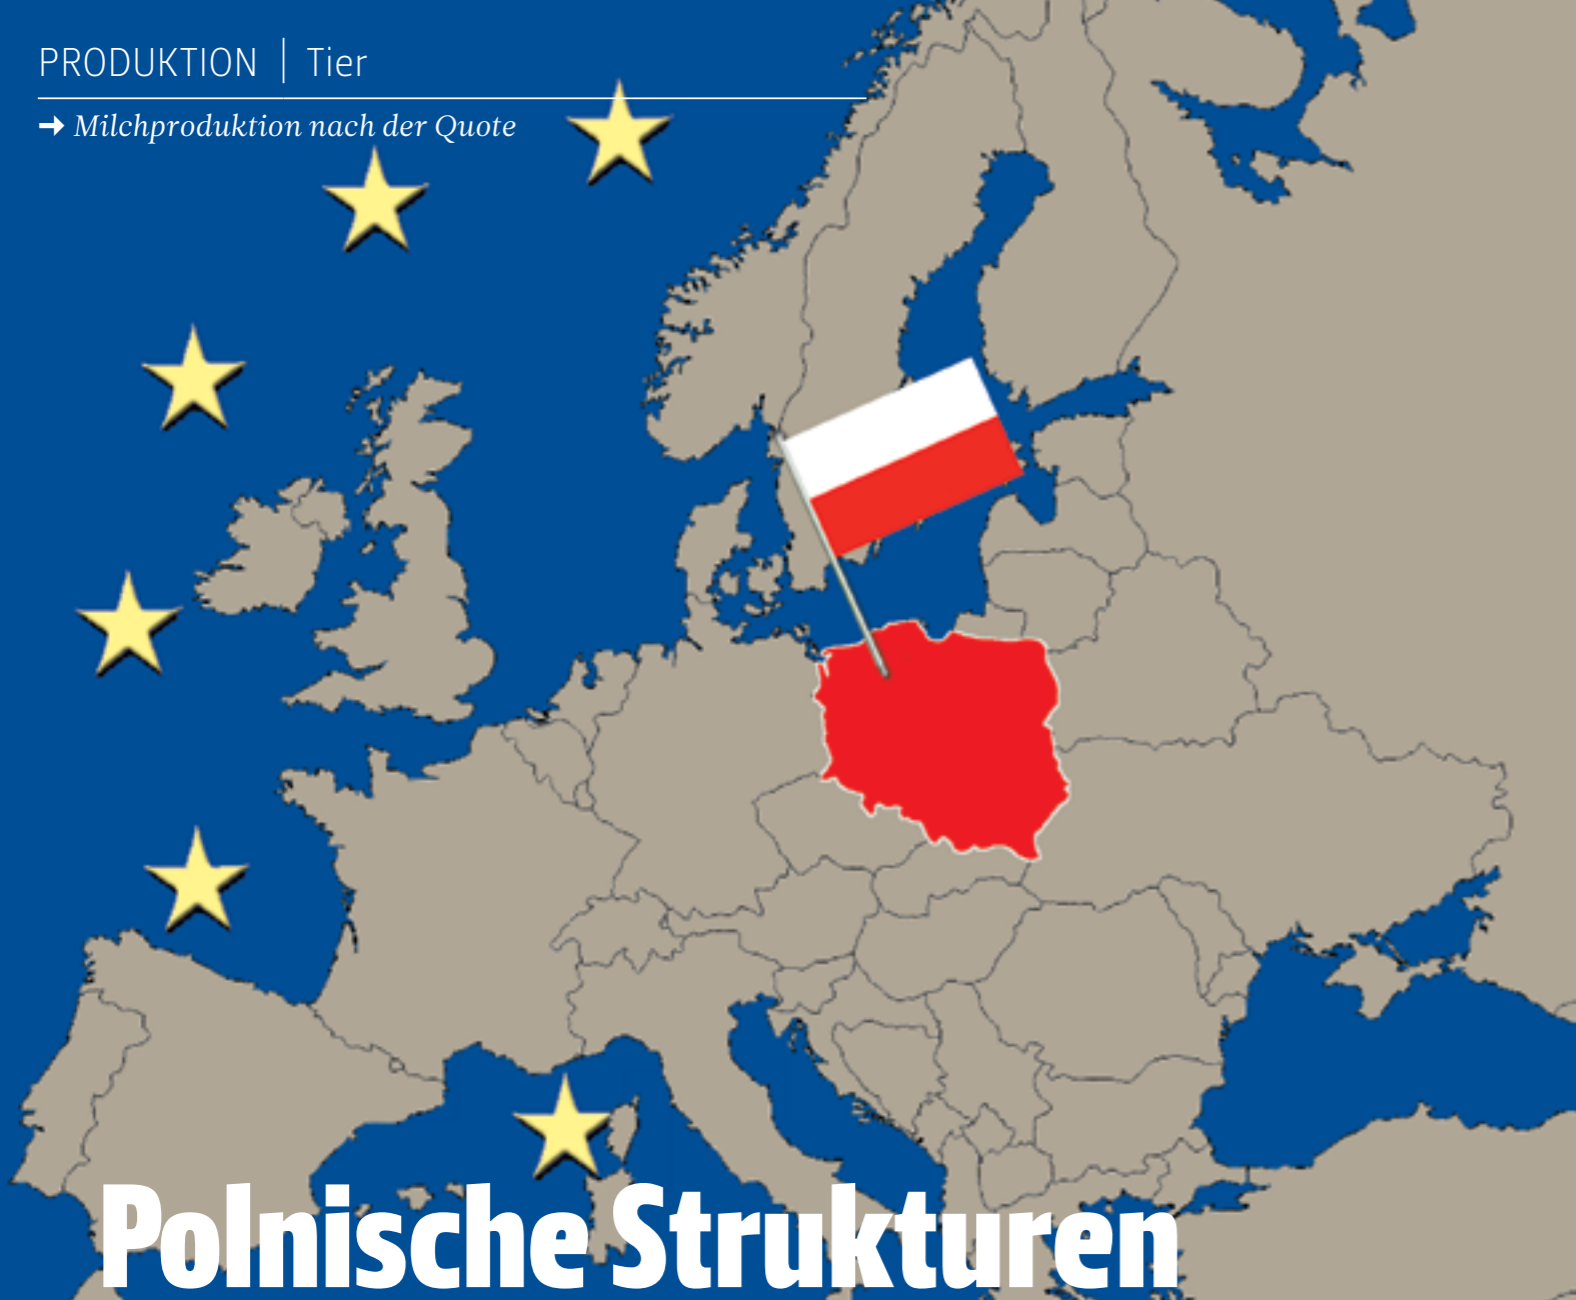 PRODUKTION | Tier
➜ Milchproduktion nach der Quote
Polnische Strukturen